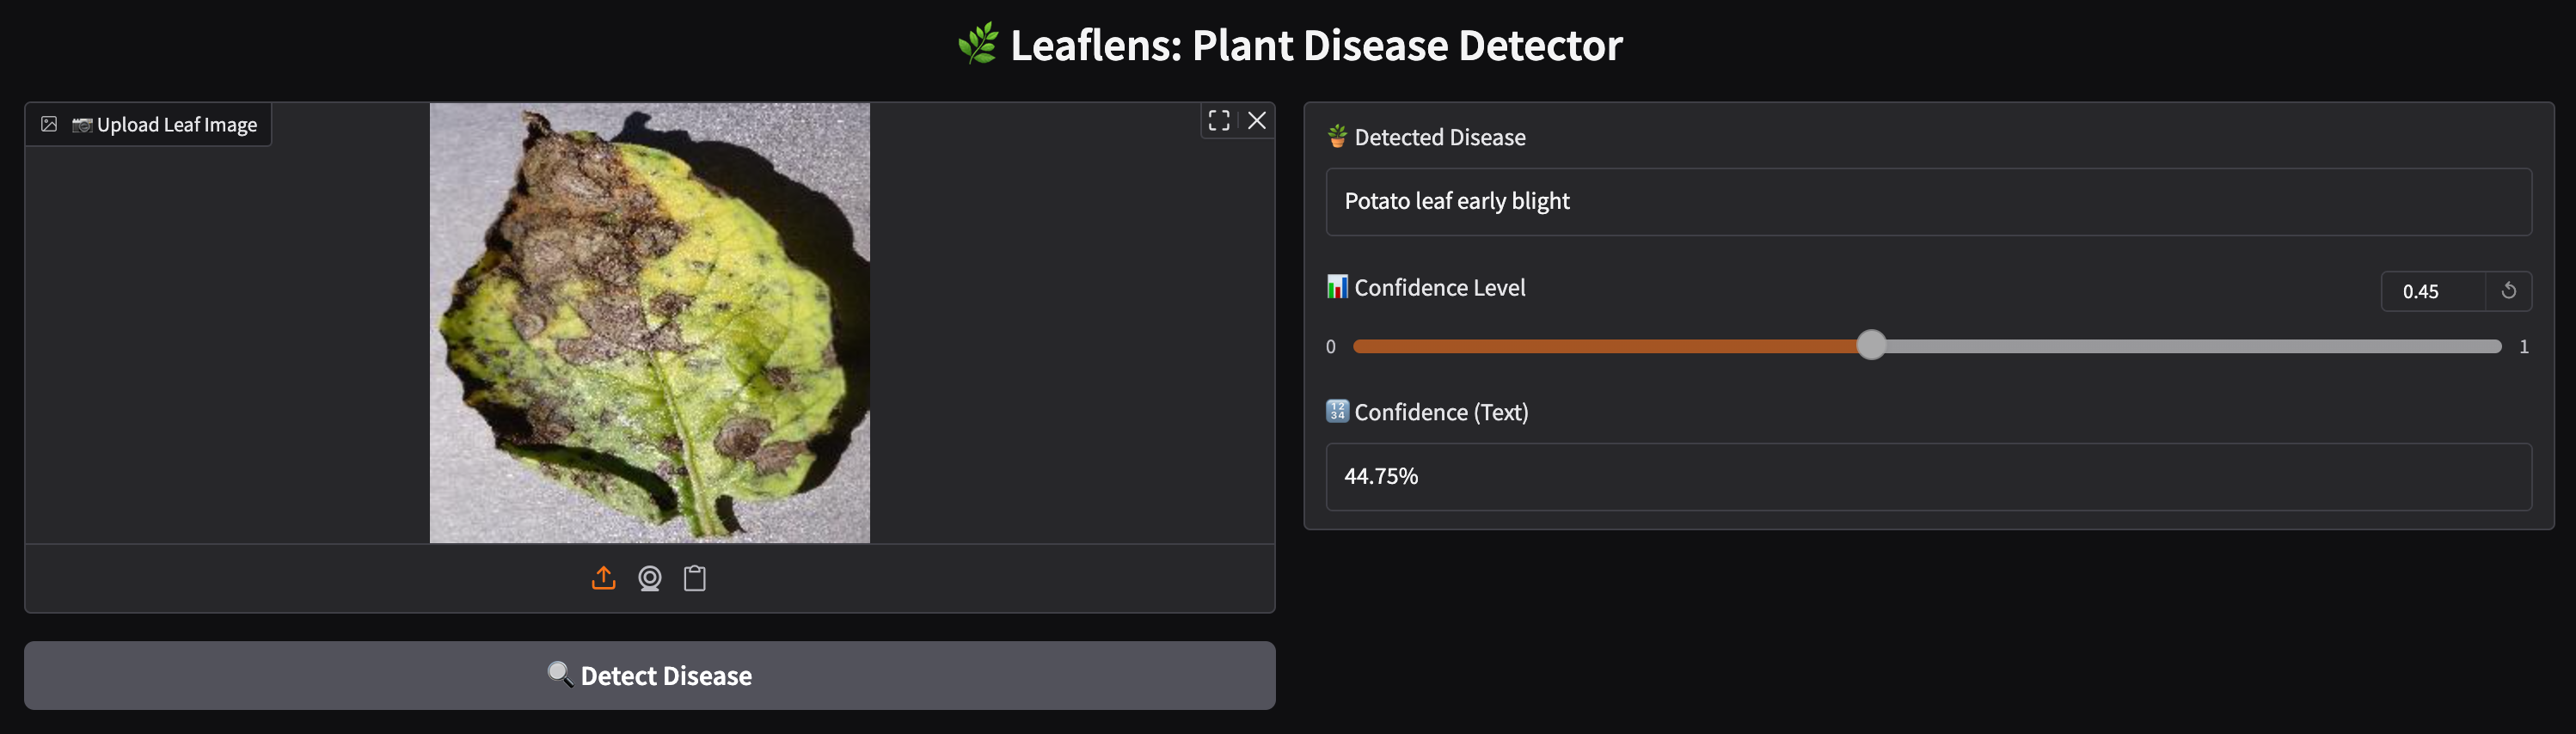 🌿 Leaflens: Plant Disease Detector
📷 Upload Leaf Image
🪴 Detected Disease
Potato leaf early blight
📊 Confidence Level
0.45
0
1
🔢 Confidence (Text)
44.75%
🔍 Detect Disease